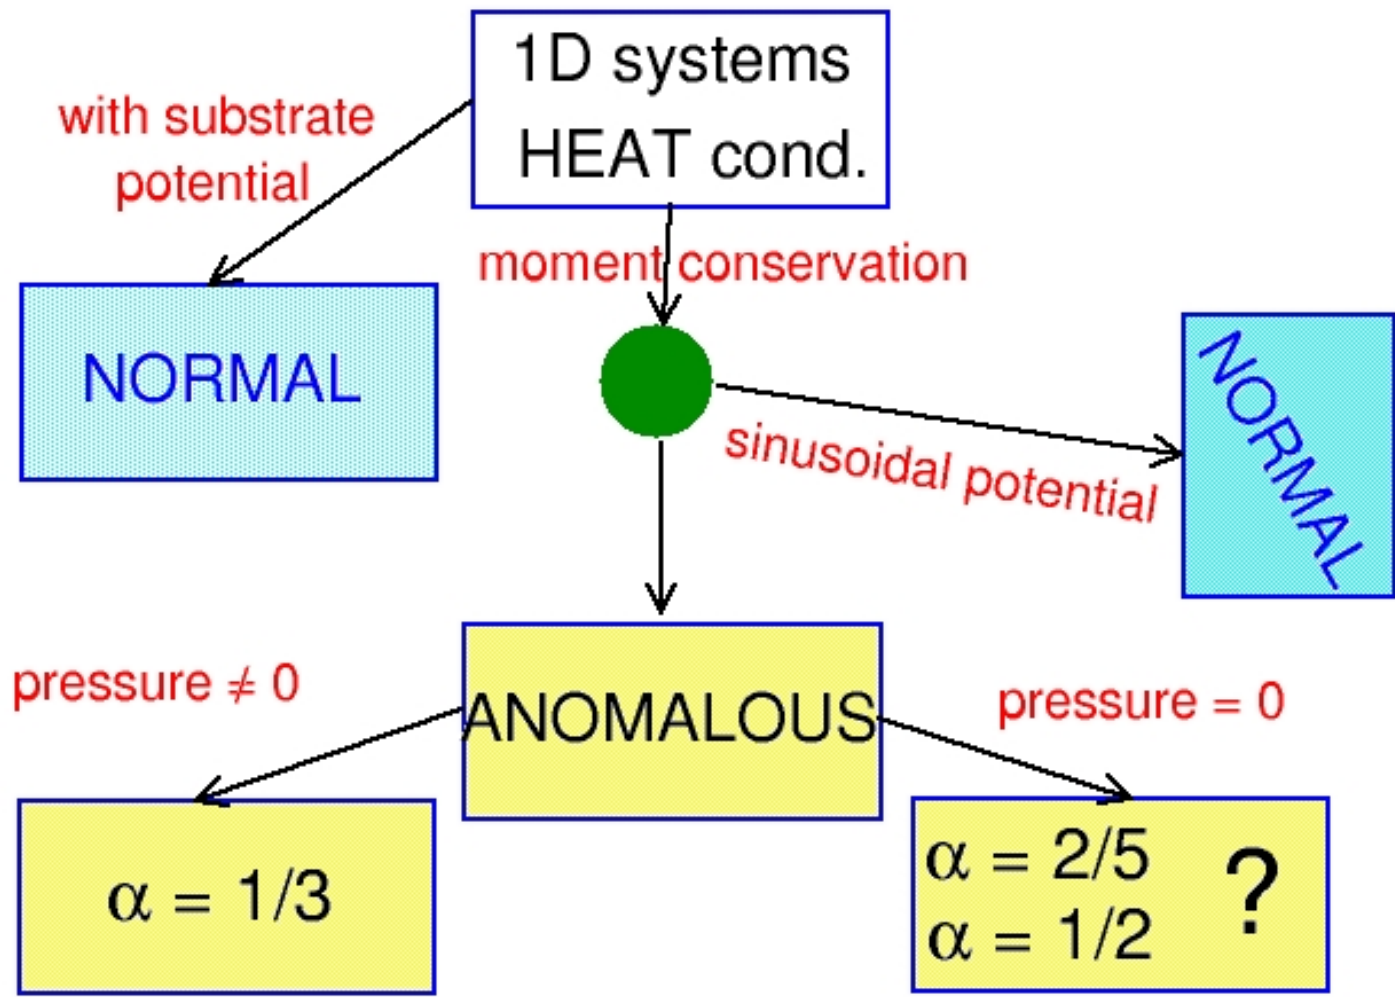 1D systems
HEAT cond.
with substrate
potential
moment conservation
NORMAL
sinusoidal potential
NORMAL
ANOMALOUS
pressure ≠ 0
pressure = 0
α = 1/3
α = 2/5
α = 1/2
?